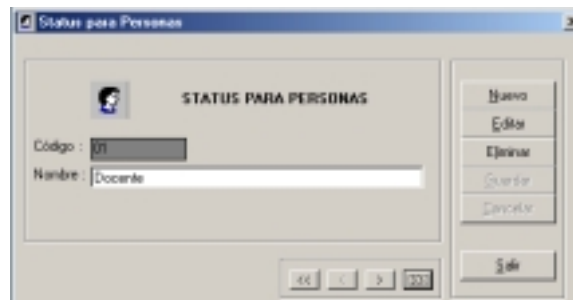 Status para Personas
STATUS PARA PERSONAS
Código : 01
Nombre : Docente
Nuevo
Editar
Eliminar
Guardar
Cancelar
Salir
<< < > >>